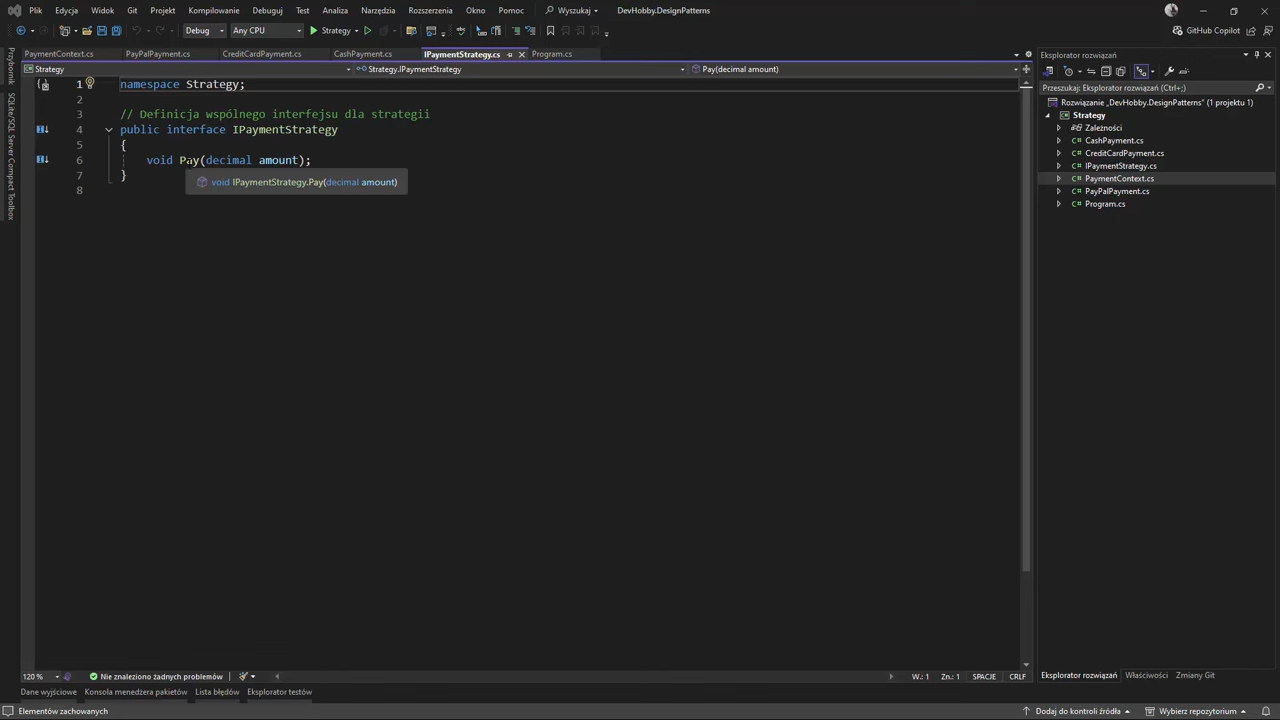 Plik Edycja Widok Git Projekt Kompilowanie Debuguj Test Analiza Narzędzia Rozszerzenia Okno Pomoc Wyszukaj DevHobby.DesignPatterns
Debug Any CPU Strategy GitHub Copilot
PaymentContext.cs PayPalPayment.cs CreditCardPayment.cs CashPayment.cs IPaymentStrategy.cs Program.cs
Strategy Strategy.IPaymentStrategy Pay(decimal amount)
Przybornik
SQLite/SQL Server Compact Toolbox
1 namespace Strategy;
2
3 // Definicja wspólnego interfejsu dla strategii
4 public interface IPaymentStrategy
5 {
6 void Pay(decimal amount);
7 }
8
void IPaymentStrategy.Pay(decimal amount)
Eksplorator rozwiązań
Przeszukaj: Eksplorator rozwiązań (Ctrl+;)
Rozwiązanie „DevHobby.DesignPatterns” (1 projektu 1)
Strategy
Zależności
C# CashPayment.cs
C# CreditCardPayment.cs
C# IPaymentStrategy.cs
C# PaymentContext.cs
C# PayPalPayment.cs
C# Program.cs
120 % Nie znaleziono żadnych problemów W.: 1 Zn.: 1 SPACJE CRLF
Eksplorator rozwiązań Właściwości Zmiany Git
Dane wyjściowe Konsola menedżera pakietów Lista błędów Eksplorator testów
Elementów zachowanych Dodaj do kontroli źródła Wybierz repozytorium